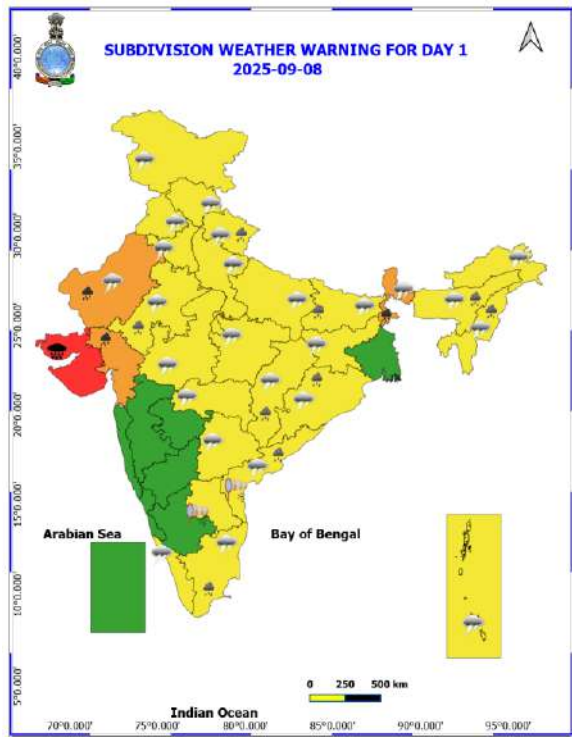 SUBDIVISION WEATHER WARNING FOR DAY 1
2025-09-08
40°0.000'
35°0.000'
30°0.000'
25°0.000'
20°0.000'
15°0.000'
10°0.000'
5°0.000'
Arabian Sea
Bay of Bengal
0 250 500 km
Indian Ocean
70°0.000' 75°0.000' 80°0.000' 85°0.000' 90°0.000' 95°0.000'